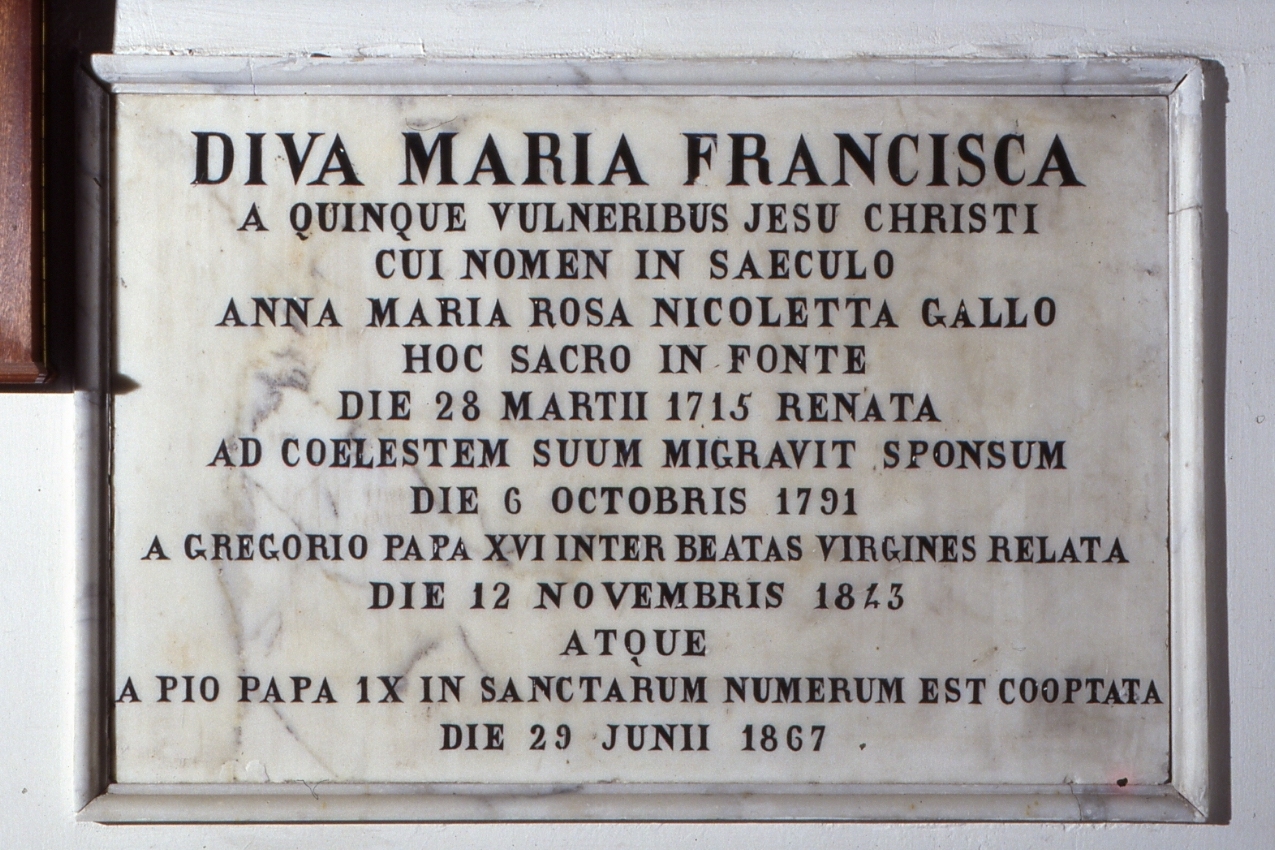 DIVA MARIA FRANCISCA
A QUINQUE VULNERIBUS JESU CHRISTI
CUI NOMEN IN SAECULO
ANNA MARIA ROSA NICOLETTA GALLO
HOC SACRO IN FONTE
DIE 28 MARTII 1715 RENATA
AD COELESTEM SUUM MIGRAVIT SPONSUM
DIE 6 OCTOBRIS 1791
A GREGORIO PAPA XVI INTER BEATAS VIRGINES RELATA
DIE 12 NOVEMBRIS 1843
ATQUE
A PIO PAPA IX IN SANCTARUM NUMERUM EST COOPTATA
DIE 29 JUNII 1867